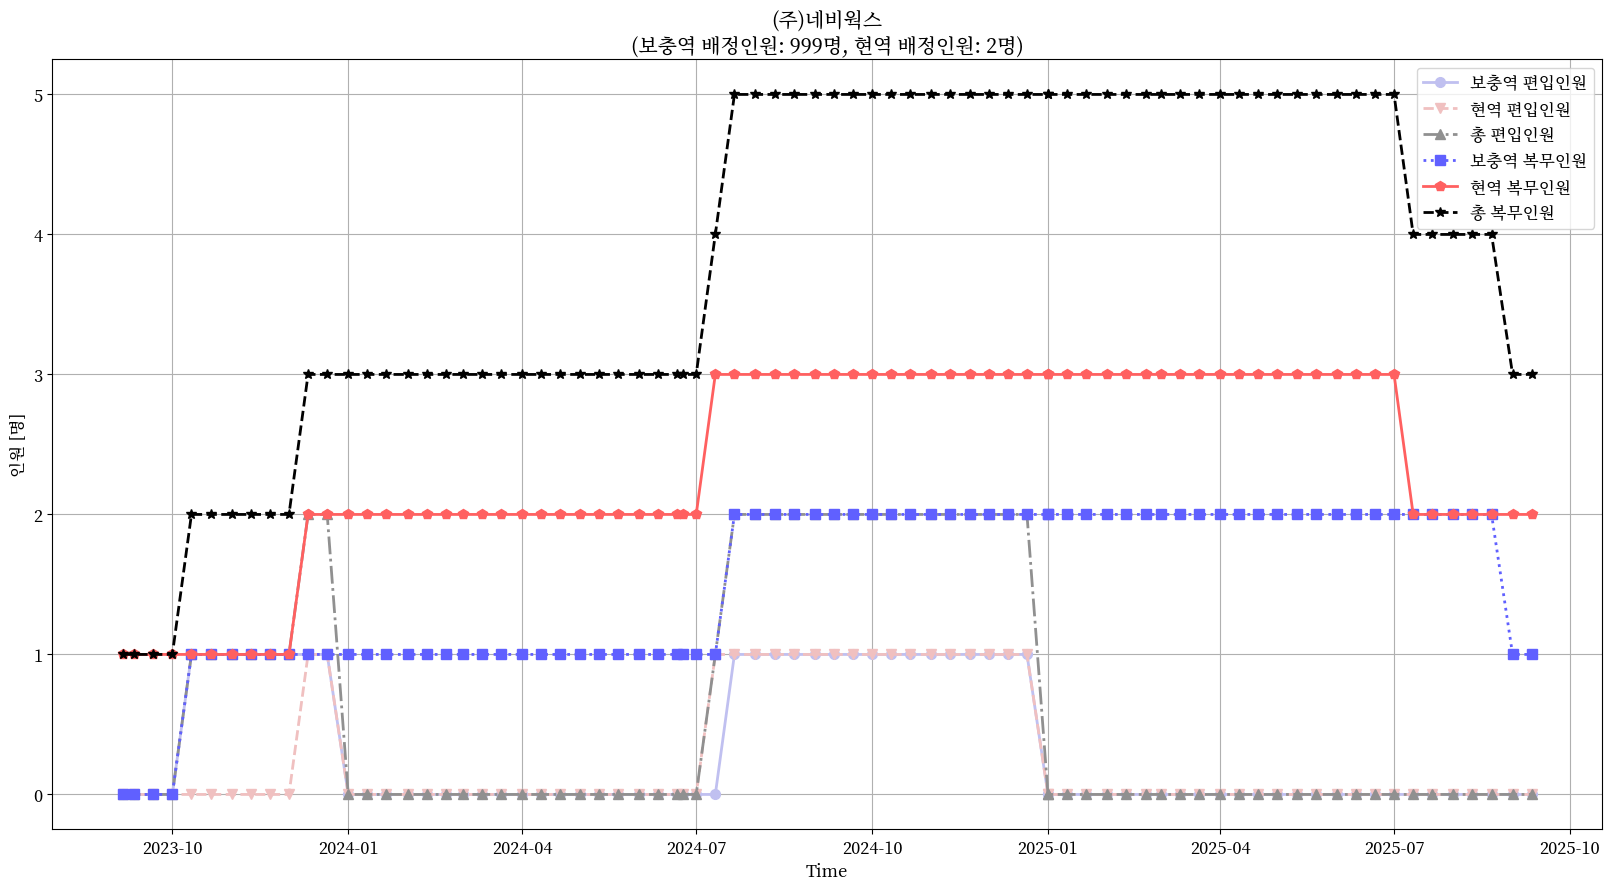 (주)네비웍스
(보충역 배정인원: 999명, 현역 배정인원: 2명)
인원 [명]
5
4
3
2
1
0
보충역 편입인원
현역 편입인원
총 편입인원
보충역 복무인원
현역 복무인원
총 복무인원
2023-10
2024-01
2024-04
2024-07
2024-10
2025-01
2025-04
2025-07
2025-10
Time